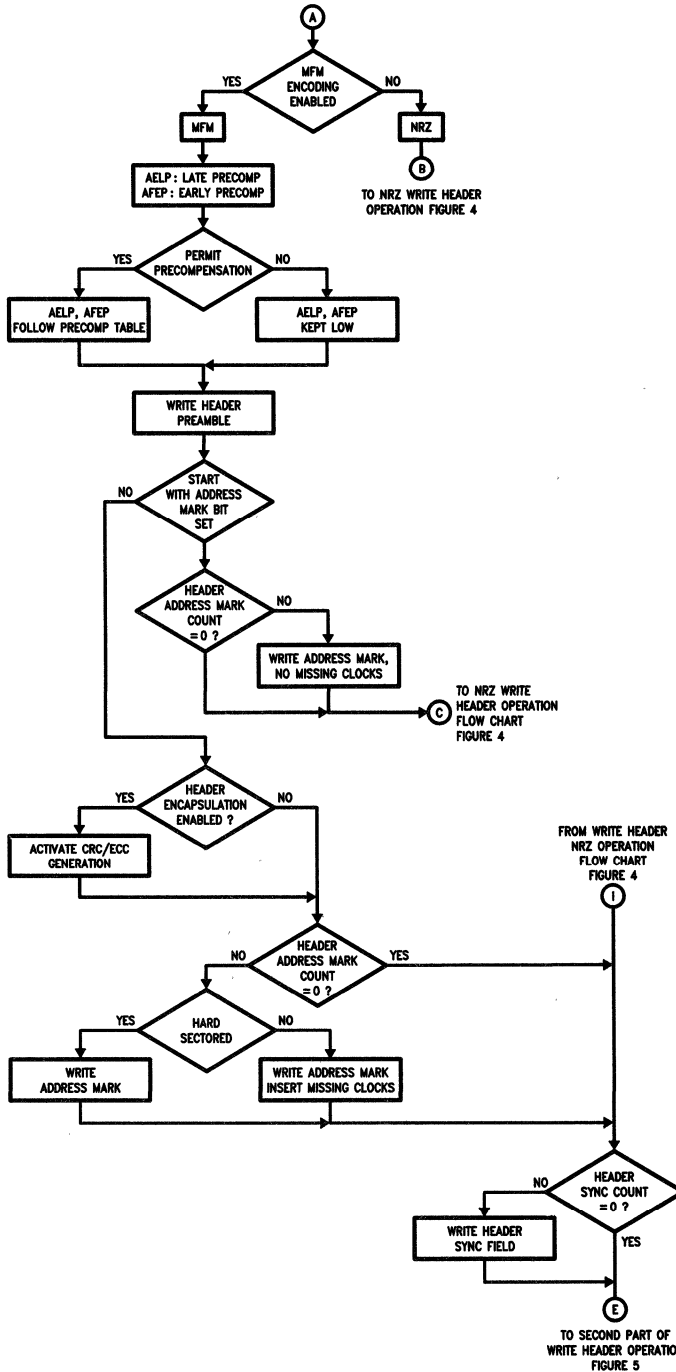 A
MFM
ENCODING
ENABLED
YES
NO
MFM
NRZ
B
TO NRZ WRITE HEADER
OPERATION FIGURE 4
AELP : LATE PRECOMP
AFEP : EARLY PRECOMP
PERMIT
PRECOMPENSATION
YES
NO
AELP, AFEP
FOLLOW PRECOMP TABLE
AELP, AFEP
KEPT LOW
WRITE HEADER
PREAMBLE
START
WITH ADDRESS
MARK BIT
SET
NO
HEADER
ADDRESS MARK
COUNT
=0 ?
NO
WRITE ADDRESS MARK,
NO MISSING CLOCKS
C
TO NRZ WRITE
HEADER OPERATION
FLOW CHART
FIGURE 4
HEADER
ENCAPSULATION
ENABLED ?
YES
NO
ACTIVATE CRC/ECC
GENERATION
FROM WRITE HEADER
NRZ OPERATION
FLOW CHART
FIGURE 4
I
HEADER
ADDRESS MARK
COUNT
=0 ?
NO
YES
HARD
SECTORED
YES
NO
WRITE
ADDRESS MARK
WRITE ADDRESS MARK
INSERT MISSING CLOCKS
HEADER
SYNC COUNT
=0 ?
NO
YES
WRITE HEADER
SYNC FIELD
E
TO SECOND PART OF
WRITE HEADER OPERATION
FIGURE 5